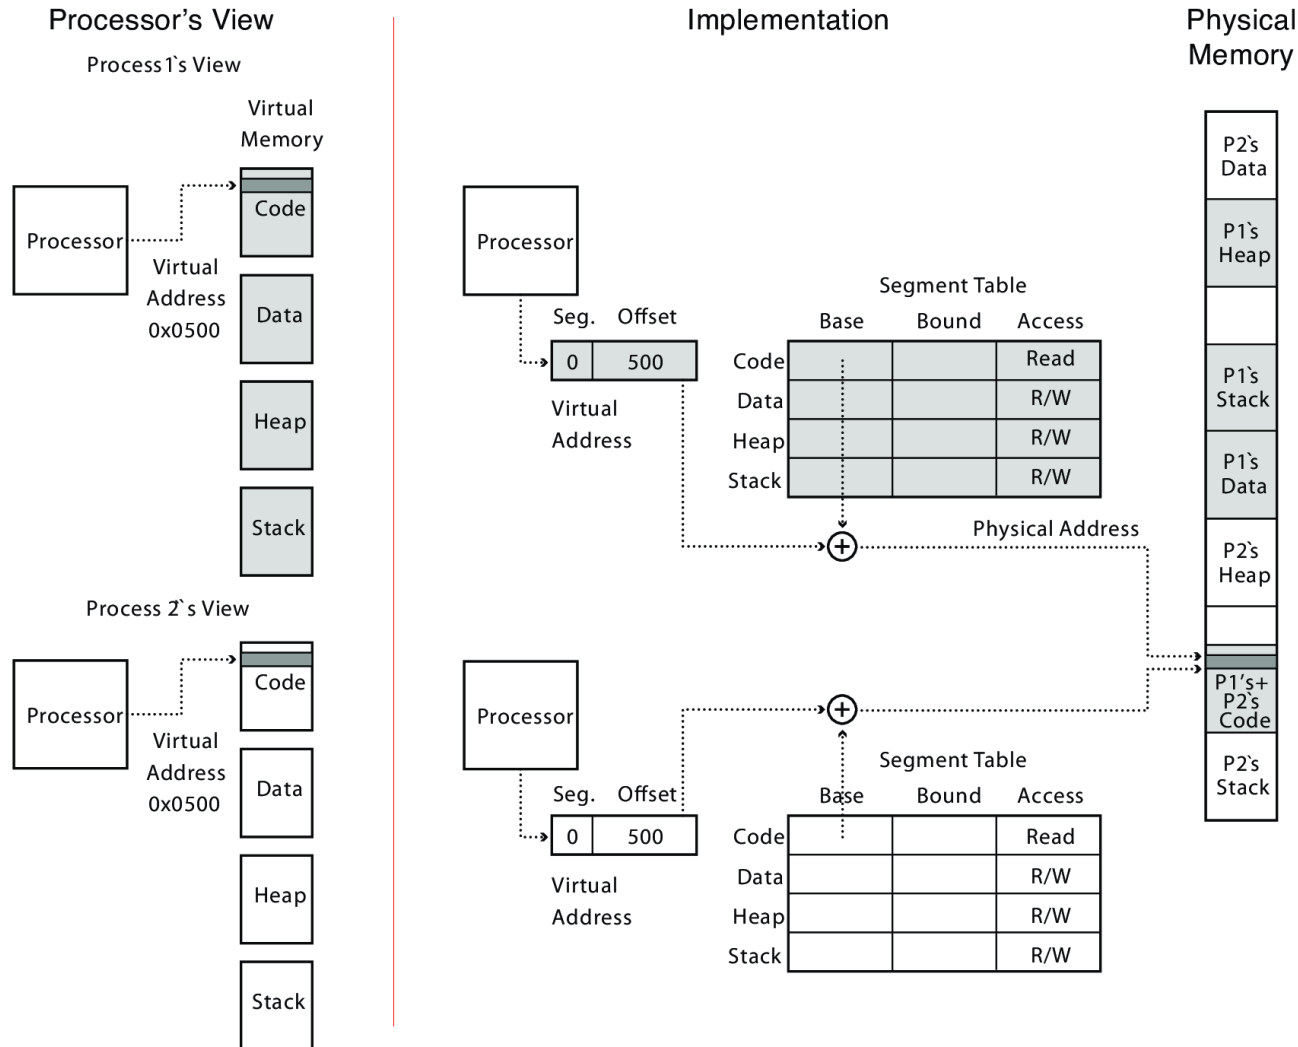 Processor's View
Implementation
Physical
Memory
Process1`s View
Virtual
Memory
Processor
Code
Virtual
Address
0x0500
Data
Heap
Stack
Processor
Seg. Offset
0 500
Virtual
Address
Segment Table
Base Bound Access
Code Read
Data R/W
Heap R/W
Stack R/W
Physical Address
Process 2`s View
Processor
Code
Virtual
Address
0x0500
Data
Heap
Stack
Processor
Seg. Offset
0 500
Virtual
Address
Segment Table
Base Bound Access
Code Read
Data R/W
Heap R/W
Stack R/W
P2`s
Data
P1`s
Heap
P1`s
Stack
P1`s
Data
P2`s
Heap
P1's+
P2`s
Code
P2`s
Stack